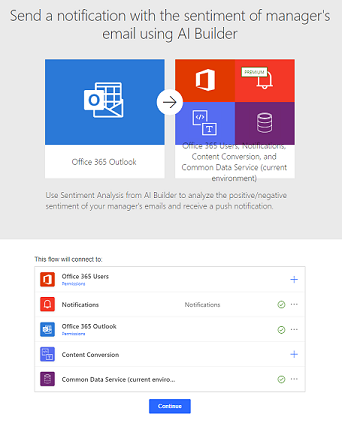 Send a notification with the sentiment of manager's
email using AI Builder
PREMIUM
Office 365 Outlook
Office 365 Users, Notifications,
Content Conversion, and
Common Data Service (current
environment)
Use Sentiment Analysis from AI Builder to analyze the positive/negative
sentiment of your manager's emails and receive a push notification.
This flow will connect to:
Office 365 Users
Permissions
Notifications Notifications
Office 365 Outlook
Permissions
Content Conversion
Common Data Service (current enviro...
Continue